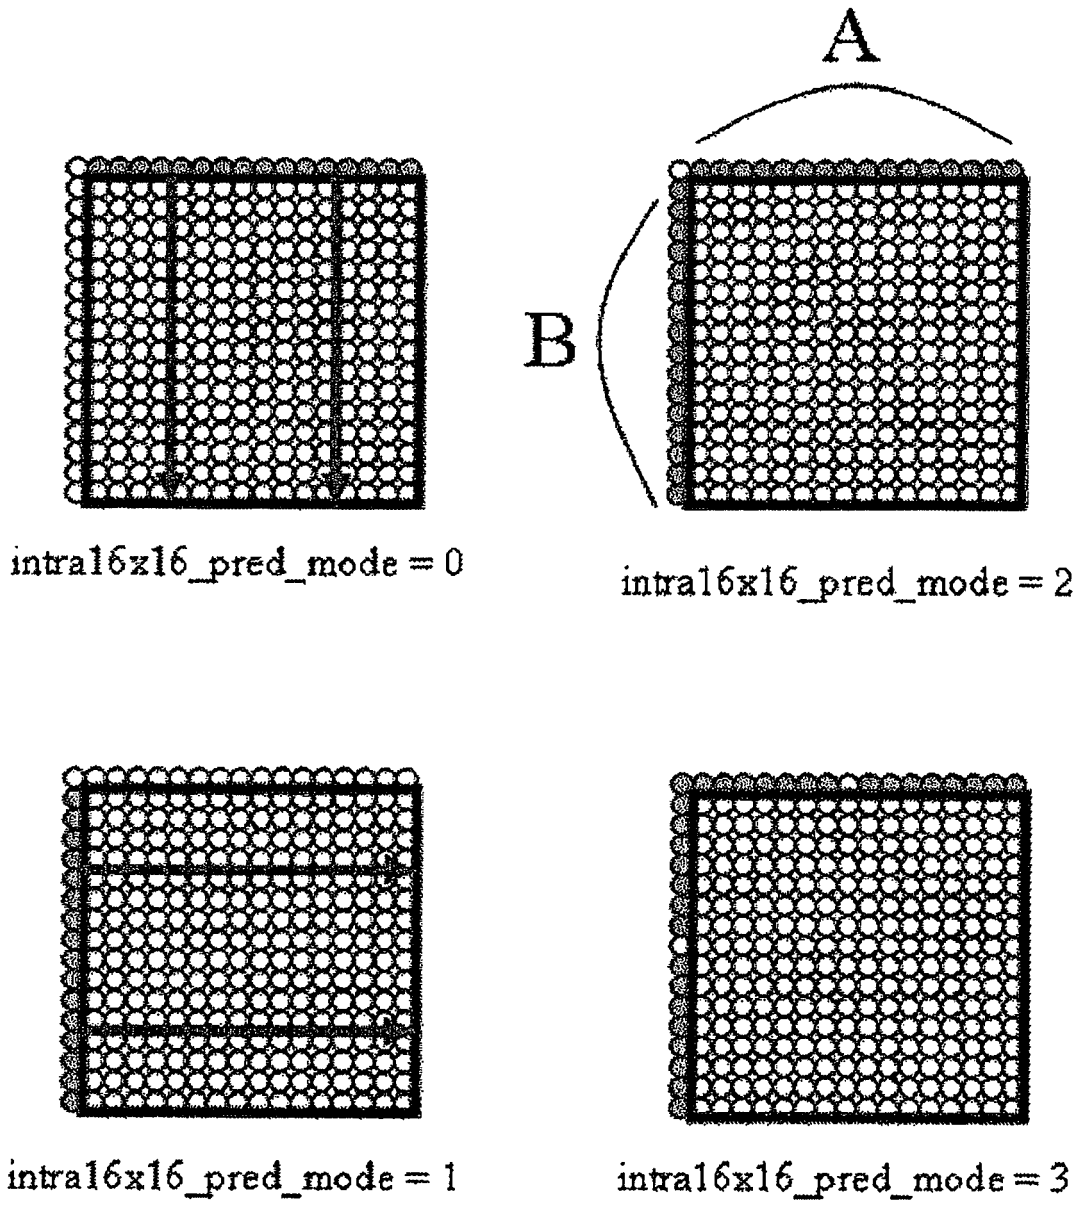 A
B
intra16x16_pred_mode = 0
intra16x16_pred_mode = 2
intra16x16_pred_mode = 1
intra16x16_pred_mode = 3